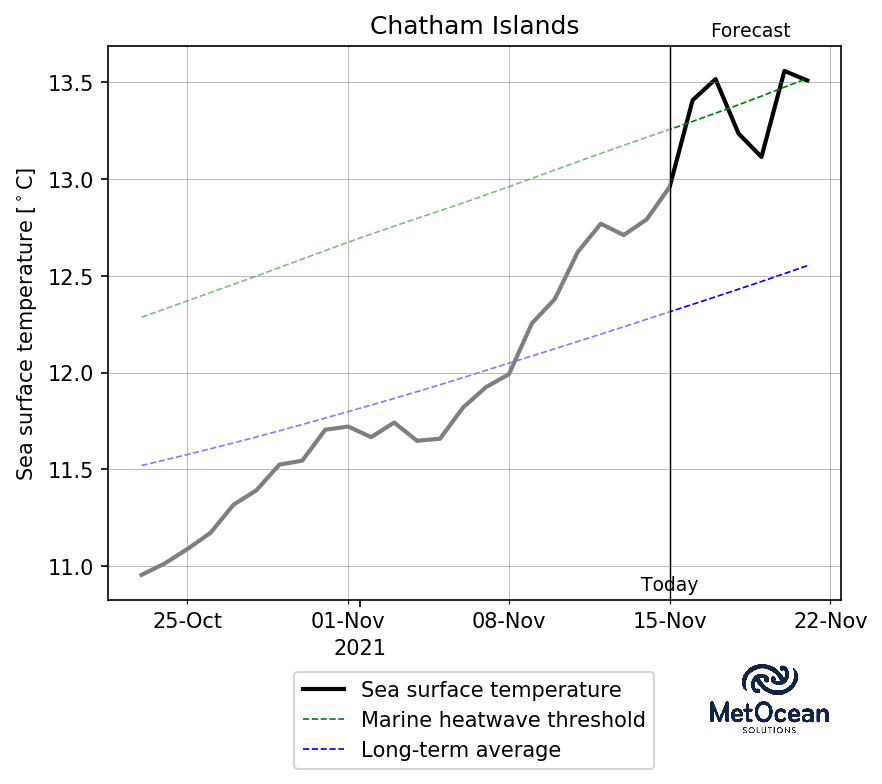 Chatham Islands
Forecast
Sea surface temperature [°C]
13.5
13.0
12.5
12.0
11.5
11.0
Today
25-Oct 01-Nov 08-Nov 15-Nov 22-Nov
2021
Sea surface temperature
Marine heatwave threshold
Long-term average
MetOcean
SOLUTIONS